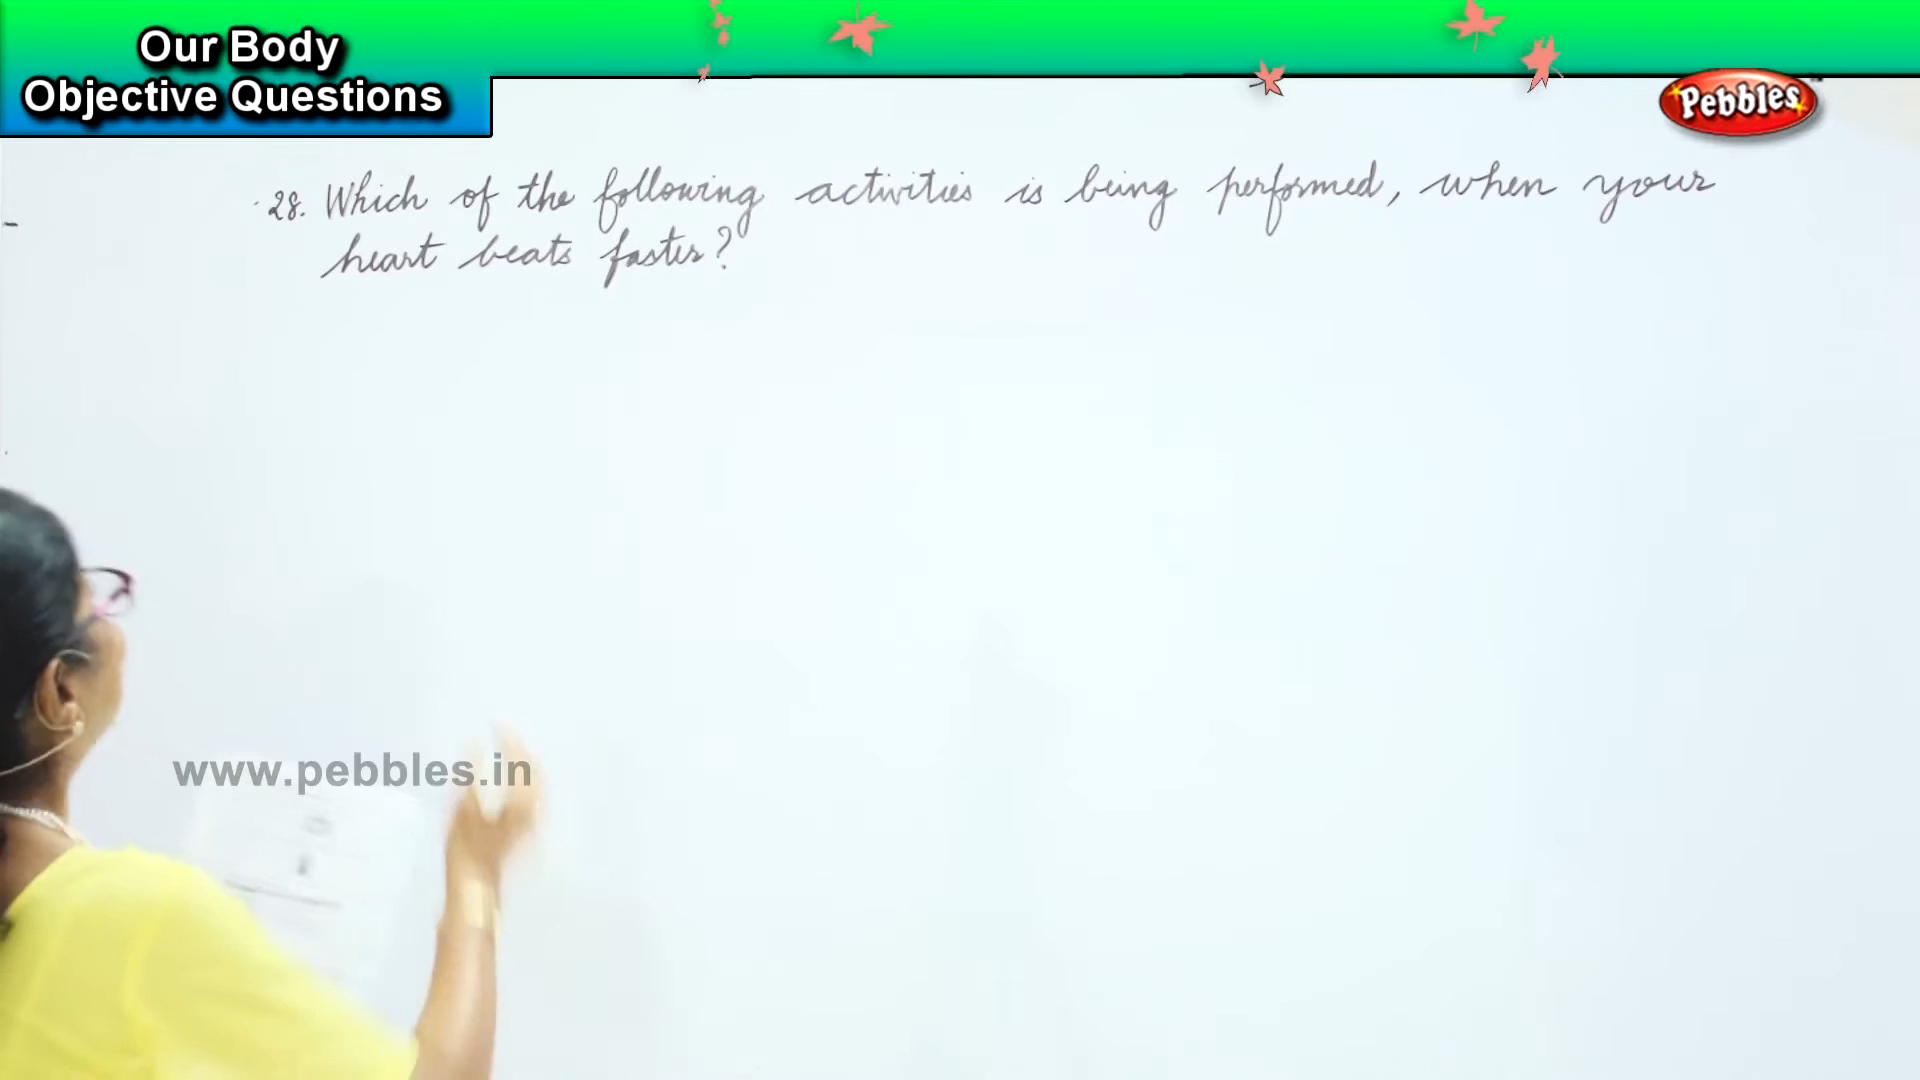 Our Body
Objective Questions
Pebbles
28. Which of the following activities is being performed, when your
heart beats faster?
www.pebbles.in